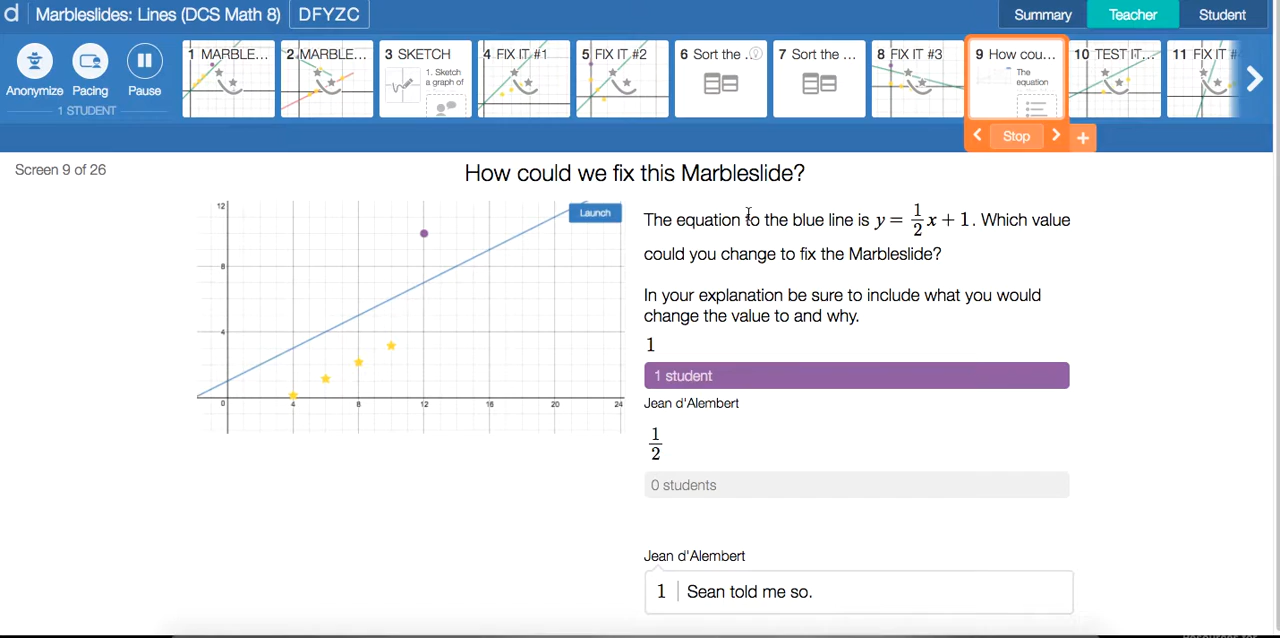 d Marbleslides: Lines (DCS Math 8) DFYZC Summary Teacher Student
Anonymize Pacing Pause
1 STUDENT
1 MARBLE...
2 MARBLE...
3 SKETCH
1. Sketch
a graph of
4 FIX IT #1
5 FIX IT #2
6 Sort the ...
7 Sort the ...
8 FIX IT #3
9 How cou...
The
equation
10 TEST IT...
11 FIX IT #
Stop
+
Screen 9 of 26
How could we fix this Marbleslide?
Launch
12
8
4
0 4 8 12 16 20 24
The equation to the blue line is y = 1/2 x + 1. Which value
could you change to fix the Marbleslide?
In your explanation be sure to include what you would
change the value to and why.
1
1 student
Jean d'Alembert
1/2
0 students
Jean d'Alembert
1 Sean told me so.